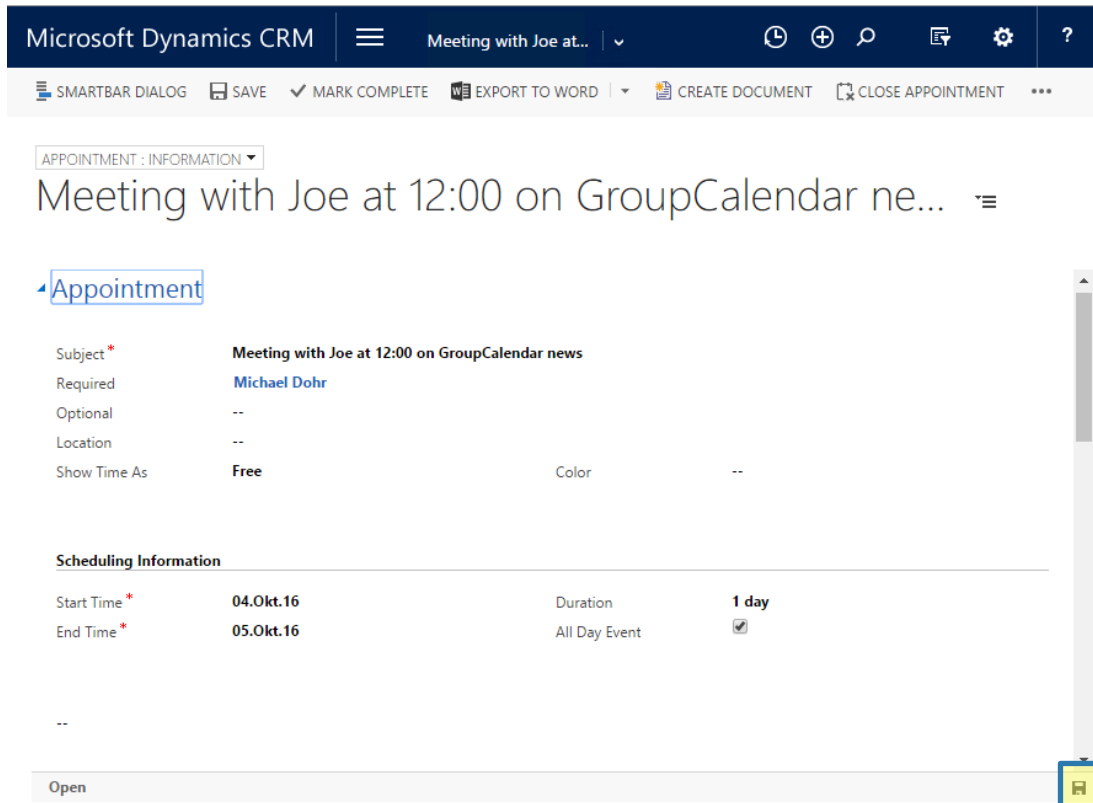 Microsoft Dynamics CRM Meeting with Joe at... ?
SMARTBAR DIALOG SAVE MARK COMPLETE EXPORT TO WORD CREATE DOCUMENT CLOSE APPOINTMENT •••
APPOINTMENT : INFORMATION
Meeting with Joe at 12:00 on GroupCalendar ne...
Appointment
Subject* Meeting with Joe at 12:00 on GroupCalendar news
Required Michael Dohr
Optional --
Location --
Show Time As Free Color --
Scheduling Information
Start Time* 04.Okt.16 Duration 1 day
End Time* 05.Okt.16 All Day Event
--
Open